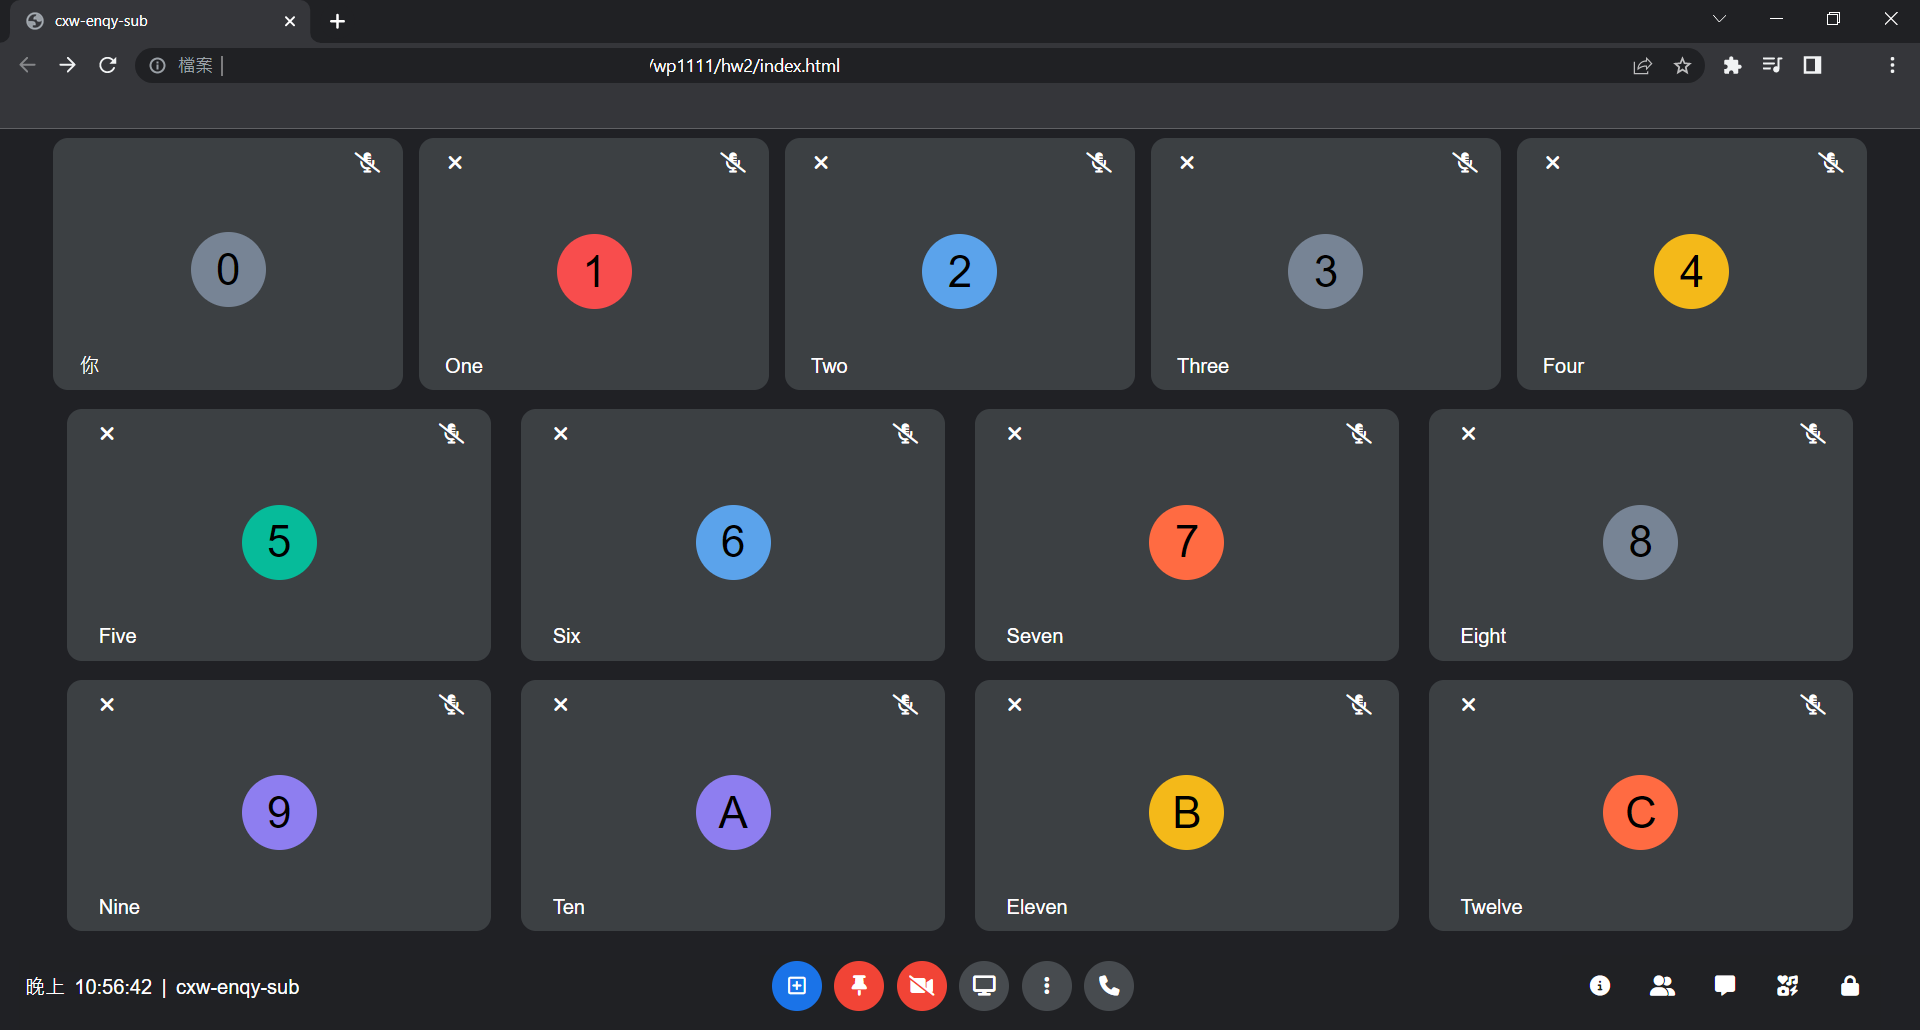 cxw-enqy-sub
檔案 | /wp1111/hw2/index.html
0
你
1
One
2
Two
3
Three
4
Four
5
Five
6
Six
7
Seven
8
Eight
9
Nine
A
Ten
B
Eleven
C
Twelve
晚上 10:56:42 | cxw-enqy-sub